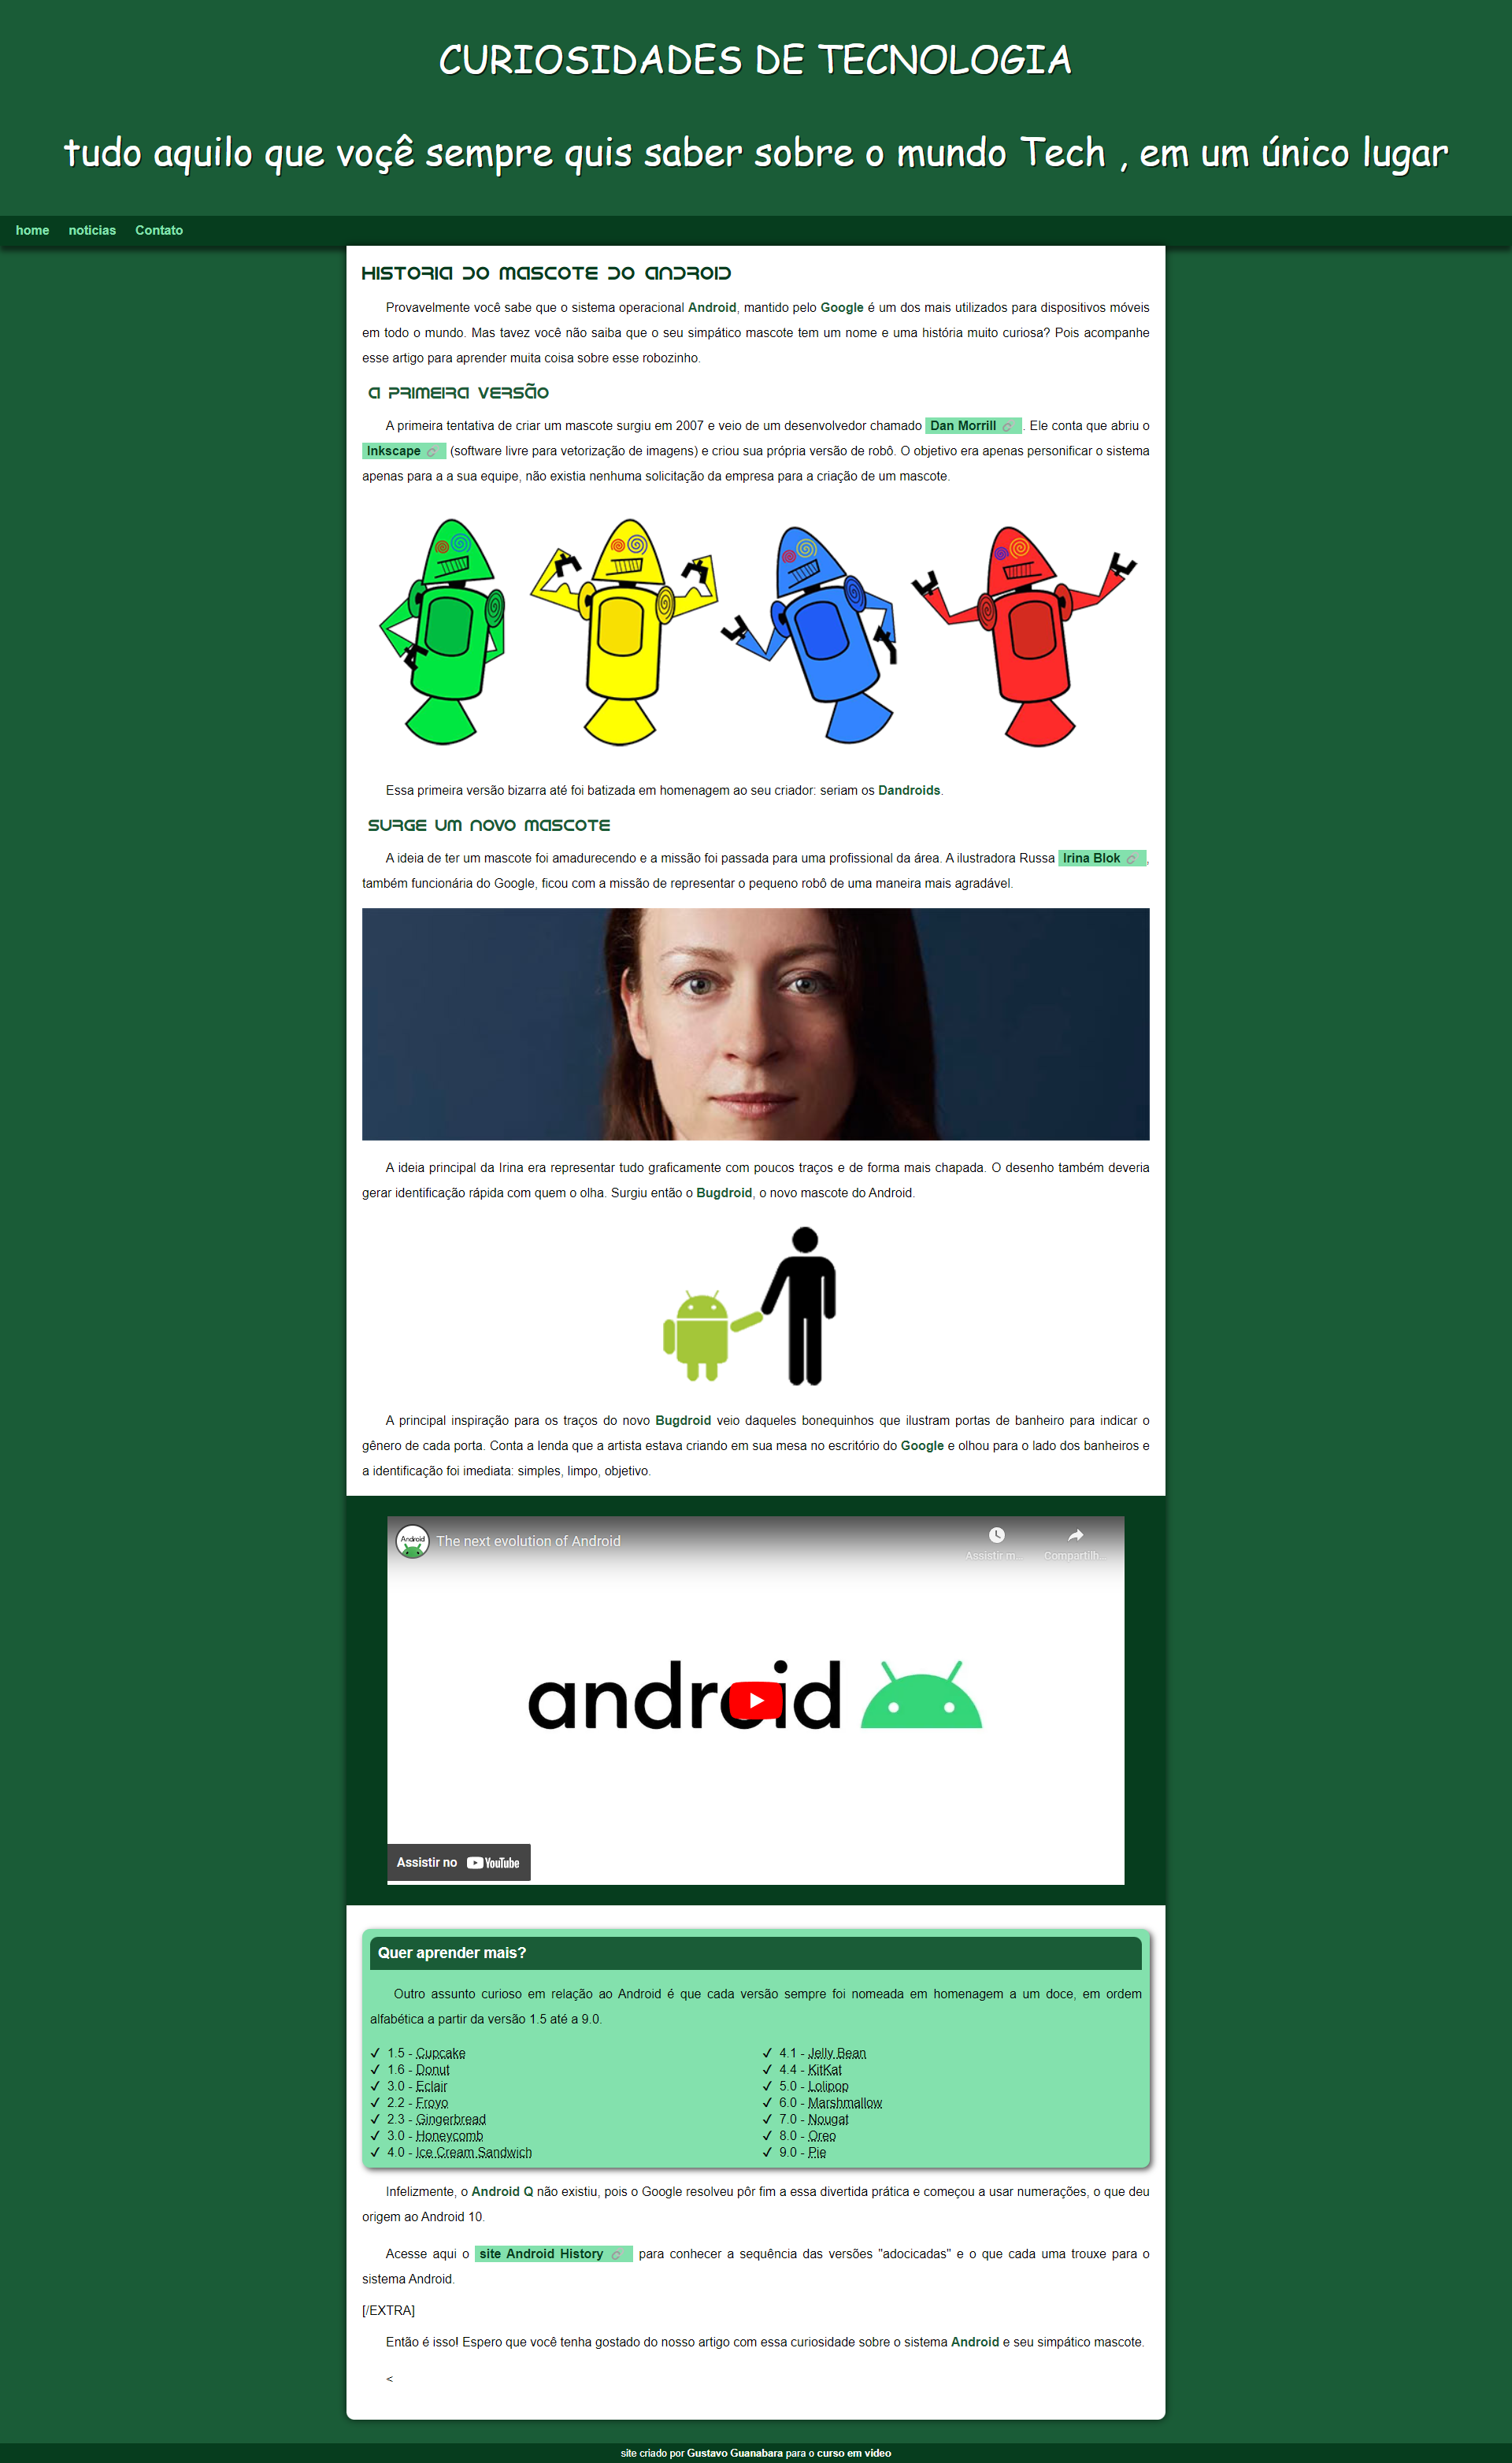 CURIOSIDADES DE TECNOLOGIA
tudo aquilo que voçê sempre quis saber sobre o mundo Tech , em um único lugar
home noticias Contato
HISTORIA DO MASCOTE DO ANDROID
Provavelmente você sabe que o sistema operacional Android, mantido pelo Google é um dos mais utilizados para dispositivos móveis
em todo o mundo. Mas tavez você não saiba que o seu simpático mascote tem um nome e uma história muito curiosa? Pois acompanhe
esse artigo para aprender muita coisa sobre esse robozinho.
A PRIMEIRA VERSÃO
A primeira tentativa de criar um mascote surgiu em 2007 e veio de um desenvolvedor chamado Dan Morrill. Ele conta que abriu o
Inkscape (software livre para vetorização de imagens) e criou sua própria versão de robô. O objetivo era apenas personificar o sistema
apenas para a a sua equipe, não existia nenhuma solicitação da empresa para a criação de um mascote.
Essa primeira versão bizarra até foi batizada em homenagem ao seu criador: seriam os Dandroids.
SURGE UM NOVO MASCOTE
A ideia de ter um mascote foi amadurecendo e a missão foi passada para uma profissional da área. A ilustradora Russa Irina Blok,
também funcionária do Google, ficou com a missão de representar o pequeno robô de uma maneira mais agradável.
A ideia principal da Irina era representar tudo graficamente com poucos traços e de forma mais chapada. O desenho também deveria
gerar identificação rápida com quem o olha. Surgiu então o Bugdroid, o novo mascote do Android.
A principal inspiração para os traços do novo Bugdroid veio daqueles bonequinhos que ilustram portas de banheiro para indicar o
gênero de cada porta. Conta a lenda que a artista estava criando em sua mesa no escritório do Google e olhou para o lado dos banheiros e
a identificação foi imediata: simples, limpo, objetivo.
Android The next evolution of Android
Assistir m... Compartilh...
android
Assistir no YouTube
Quer aprender mais?
Outro assunto curioso em relação ao Android é que cada versão sempre foi nomeada em homenagem a um doce, em ordem
alfabética a partir da versão 1.5 até a 9.0.
✓ 1.5 - Cupcake
✓ 1.6 - Donut
✓ 3.0 - Eclair
✓ 2.2 - Froyo
✓ 2.3 - Gingerbread
✓ 3.0 - Honeycomb
✓ 4.0 - Ice Cream Sandwich
✓ 4.1 - Jelly Bean
✓ 4.4 - KitKat
✓ 5.0 - Lolipop
✓ 6.0 - Marshmallow
✓ 7.0 - Nougat
✓ 8.0 - Oreo
✓ 9.0 - Pie
Infelizmente, o Android Q não existiu, pois o Google resolveu pôr fim a essa divertida prática e começou a usar numerações, o que deu
origem ao Android 10.
Acesse aqui o site Android History para conhecer a sequência das versões "adocicadas" e o que cada uma trouxe para o
sistema Android.
[/EXTRA]
Então é isso! Espero que você tenha gostado do nosso artigo com essa curiosidade sobre o sistema Android e seu simpático mascote.
<
site criado por Gustavo Guanabara para o curso em video